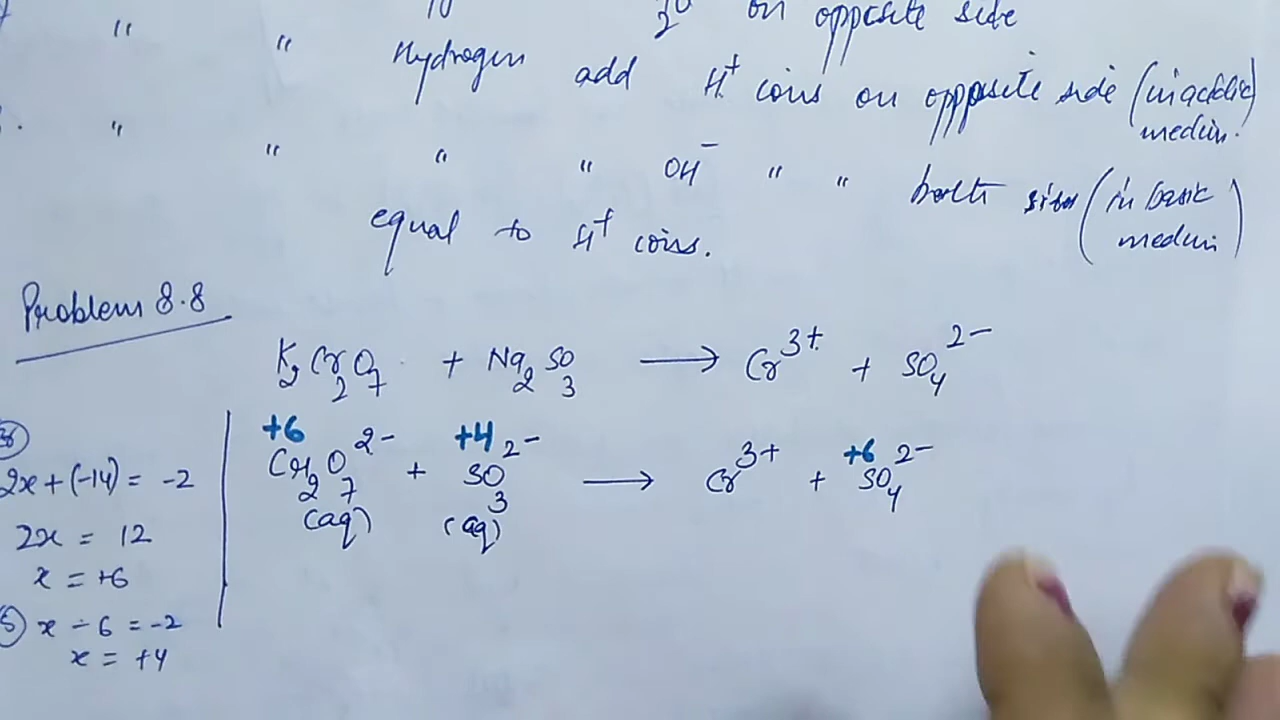 " " 10 20 on opposite side
" Hydrogen add H⁺ ions on opposite side (in acidic medium.
" " " " OH⁻ " " both sides (in basic medium)
equal to H⁺ ions.
Problem 8.8
K₂Cr₂O₇ + Na₂SO₃ ⟶ Cr³⁺ + SO₄²⁻
+6 +4 +6
Cr₂O₇²⁻ + SO₃²⁻ ⟶ Cr³⁺ + SO₄²⁻
(aq) (aq)
2x + (-14) = -2
2x = 12
x = +6
x - 6 = -2
x = +4